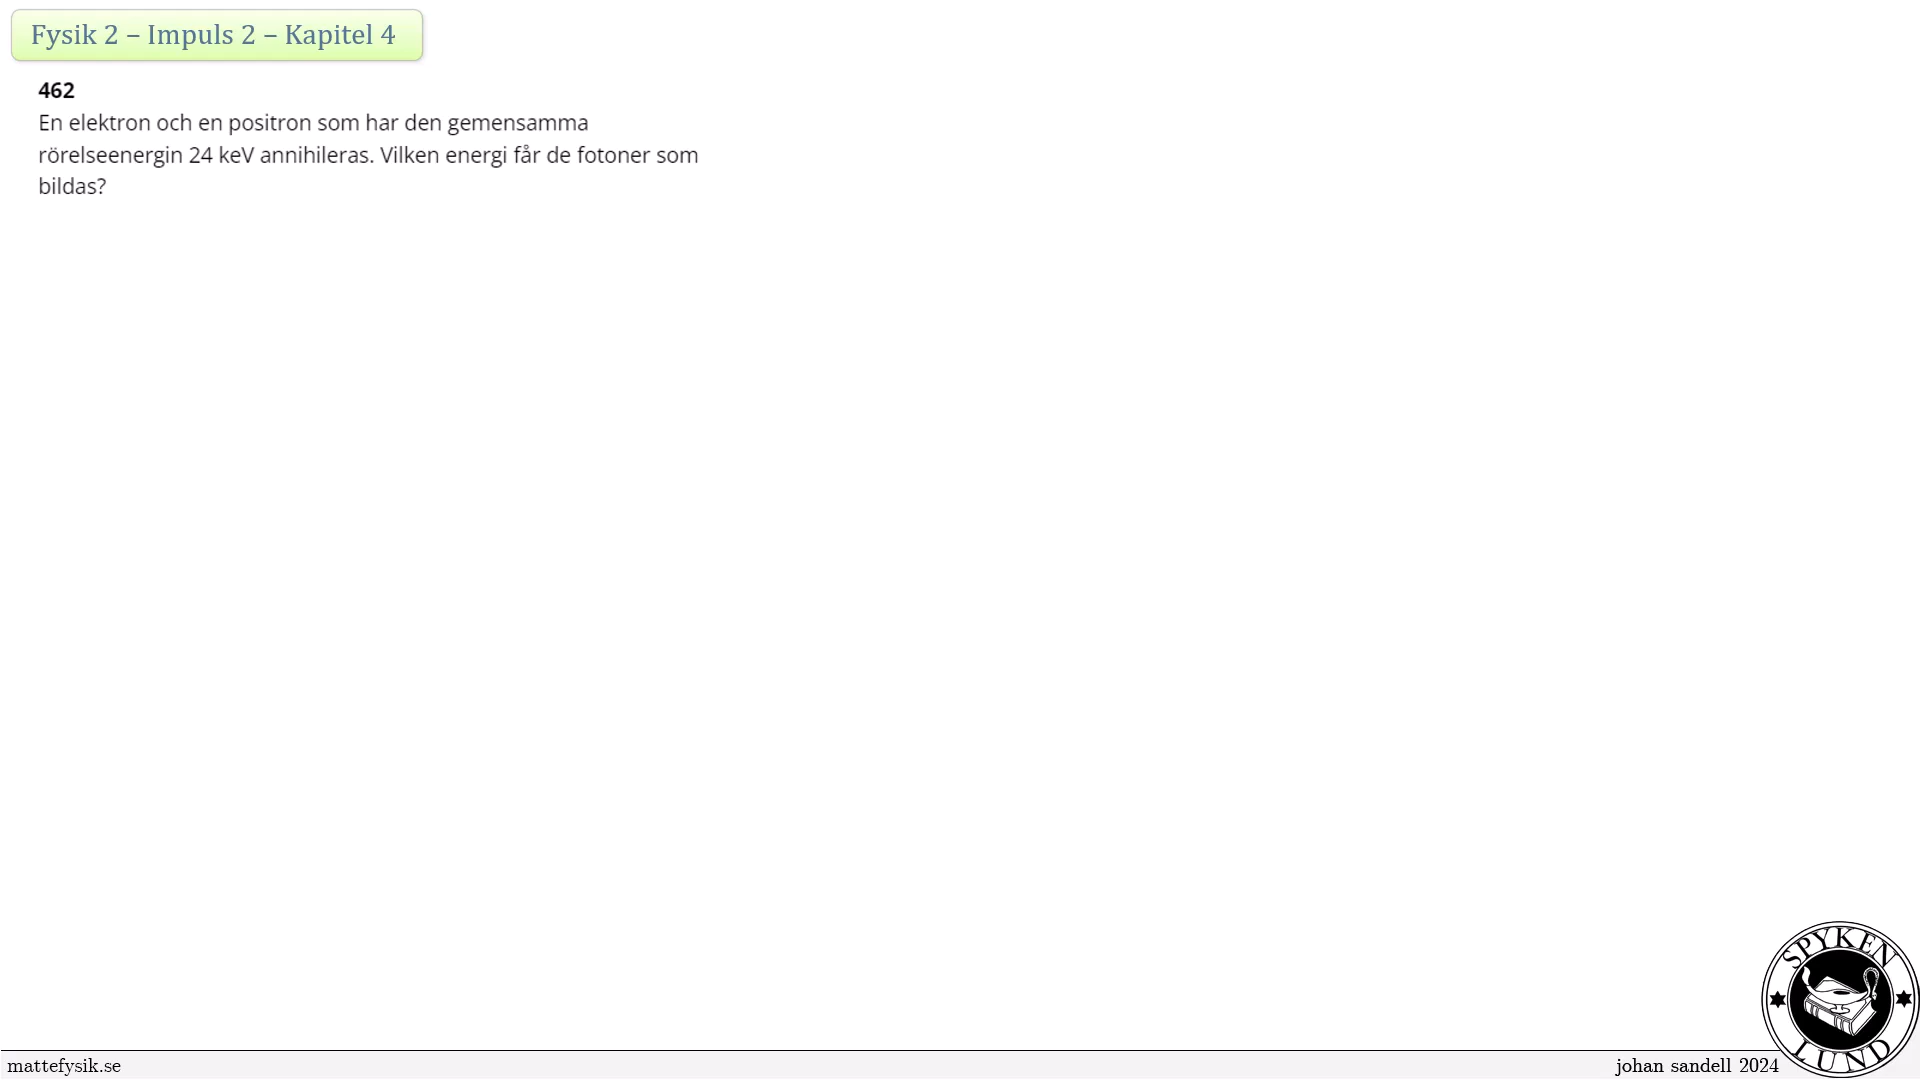 Fysik 2 – Impuls 2 – Kapitel 4
462
En elektron och en positron som har den gemensamma
rörelseenergin 24 keV annihileras. Vilken energi får de fotoner som
bildas?
SPYKEN
LUND
mattefysik.se
johan sandell 2024